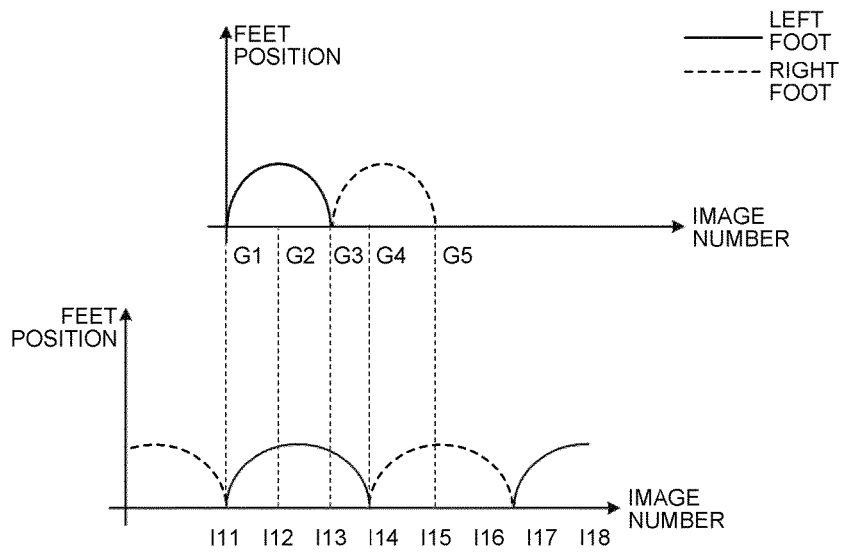 FEET
POSITION
LEFT
FOOT
RIGHT
FOOT
IMAGE
NUMBER
G1 G2 G3 G4 G5
FEET
POSITION
IMAGE
NUMBER
I11 I12 I13 I14 I15 I16 I17 I18